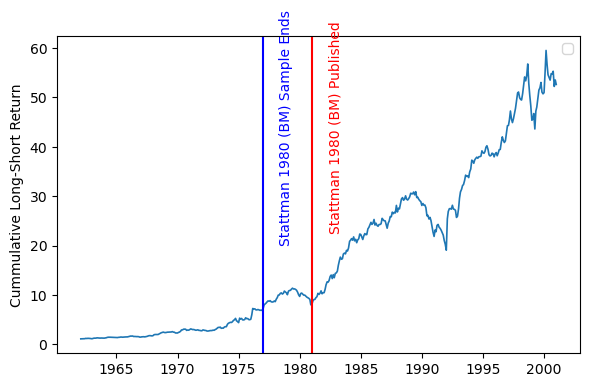 60
50
40
30
20
10
0
Cummulative Long-Short Return
Stattman 1980 (BM) Sample Ends
Stattman 1980 (BM) Published
1965 1970 1975 1980 1985 1990 1995 2000